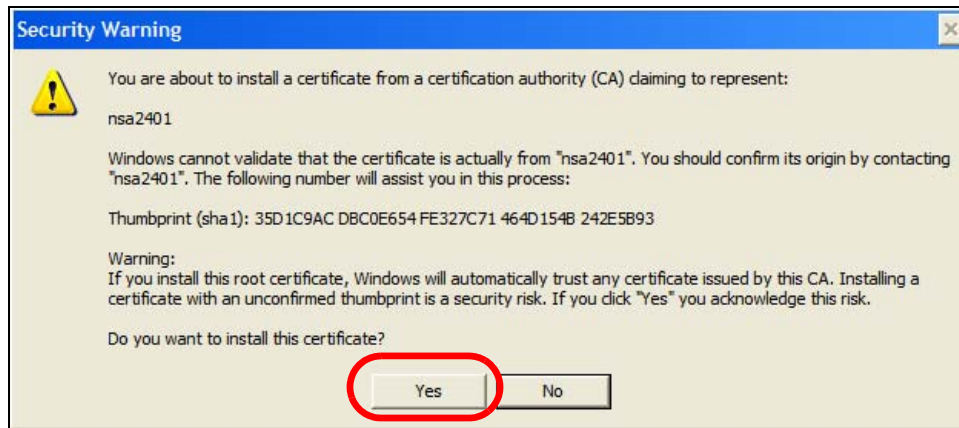 Security Warning
You are about to install a certificate from a certification authority (CA) claiming to represent:
nsa2401
Windows cannot validate that the certificate is actually from "nsa2401". You should confirm its origin by contacting
"nsa2401". The following number will assist you in this process:
Thumbprint (sha1): 35D1C9AC DBC0E654 FE327C71 464D154B 242E5B93
Warning:
If you install this root certificate, Windows will automatically trust any certificate issued by this CA. Installing a
certificate with an unconfirmed thumbprint is a security risk. If you click "Yes" you acknowledge this risk.
Do you want to install this certificate?
Yes No